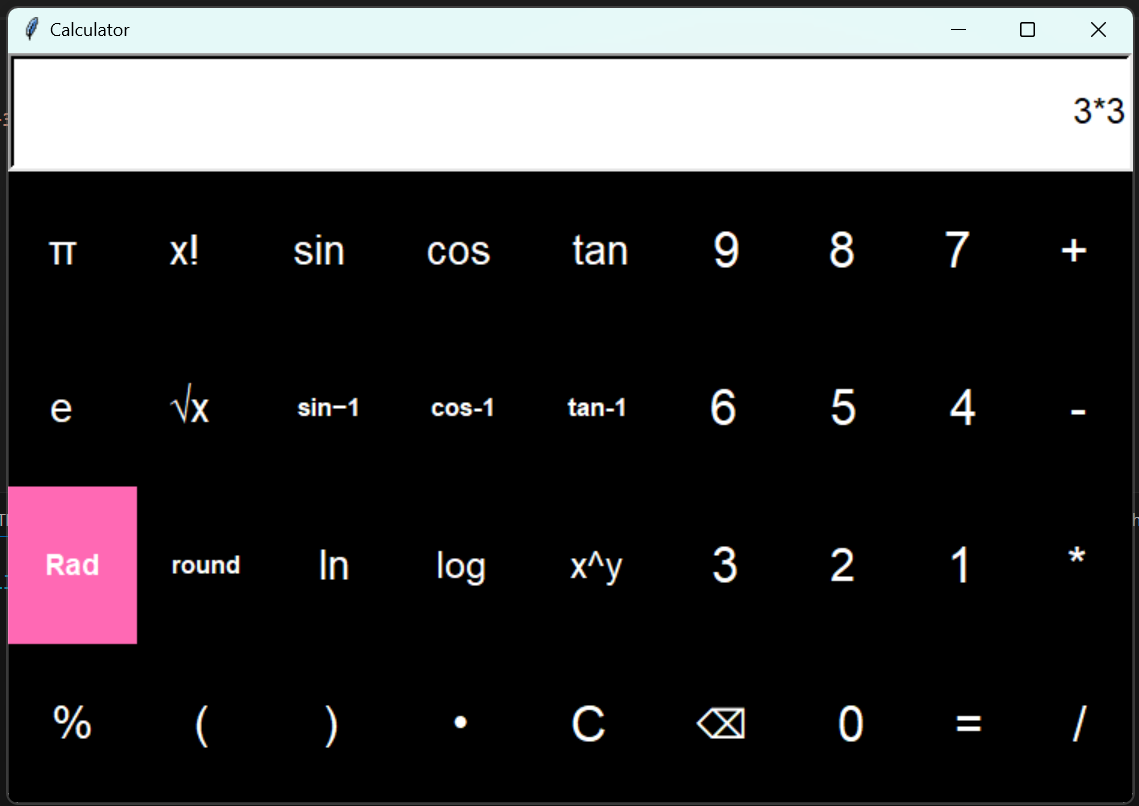 Calculator
3*3
π x! sin cos tan 9 8 7 +
e √x sin−1 cos-1 tan-1 6 5 4 -
Rad round ln log x^y 3 2 1 *
% ( ) • C ⌫ 0 = /